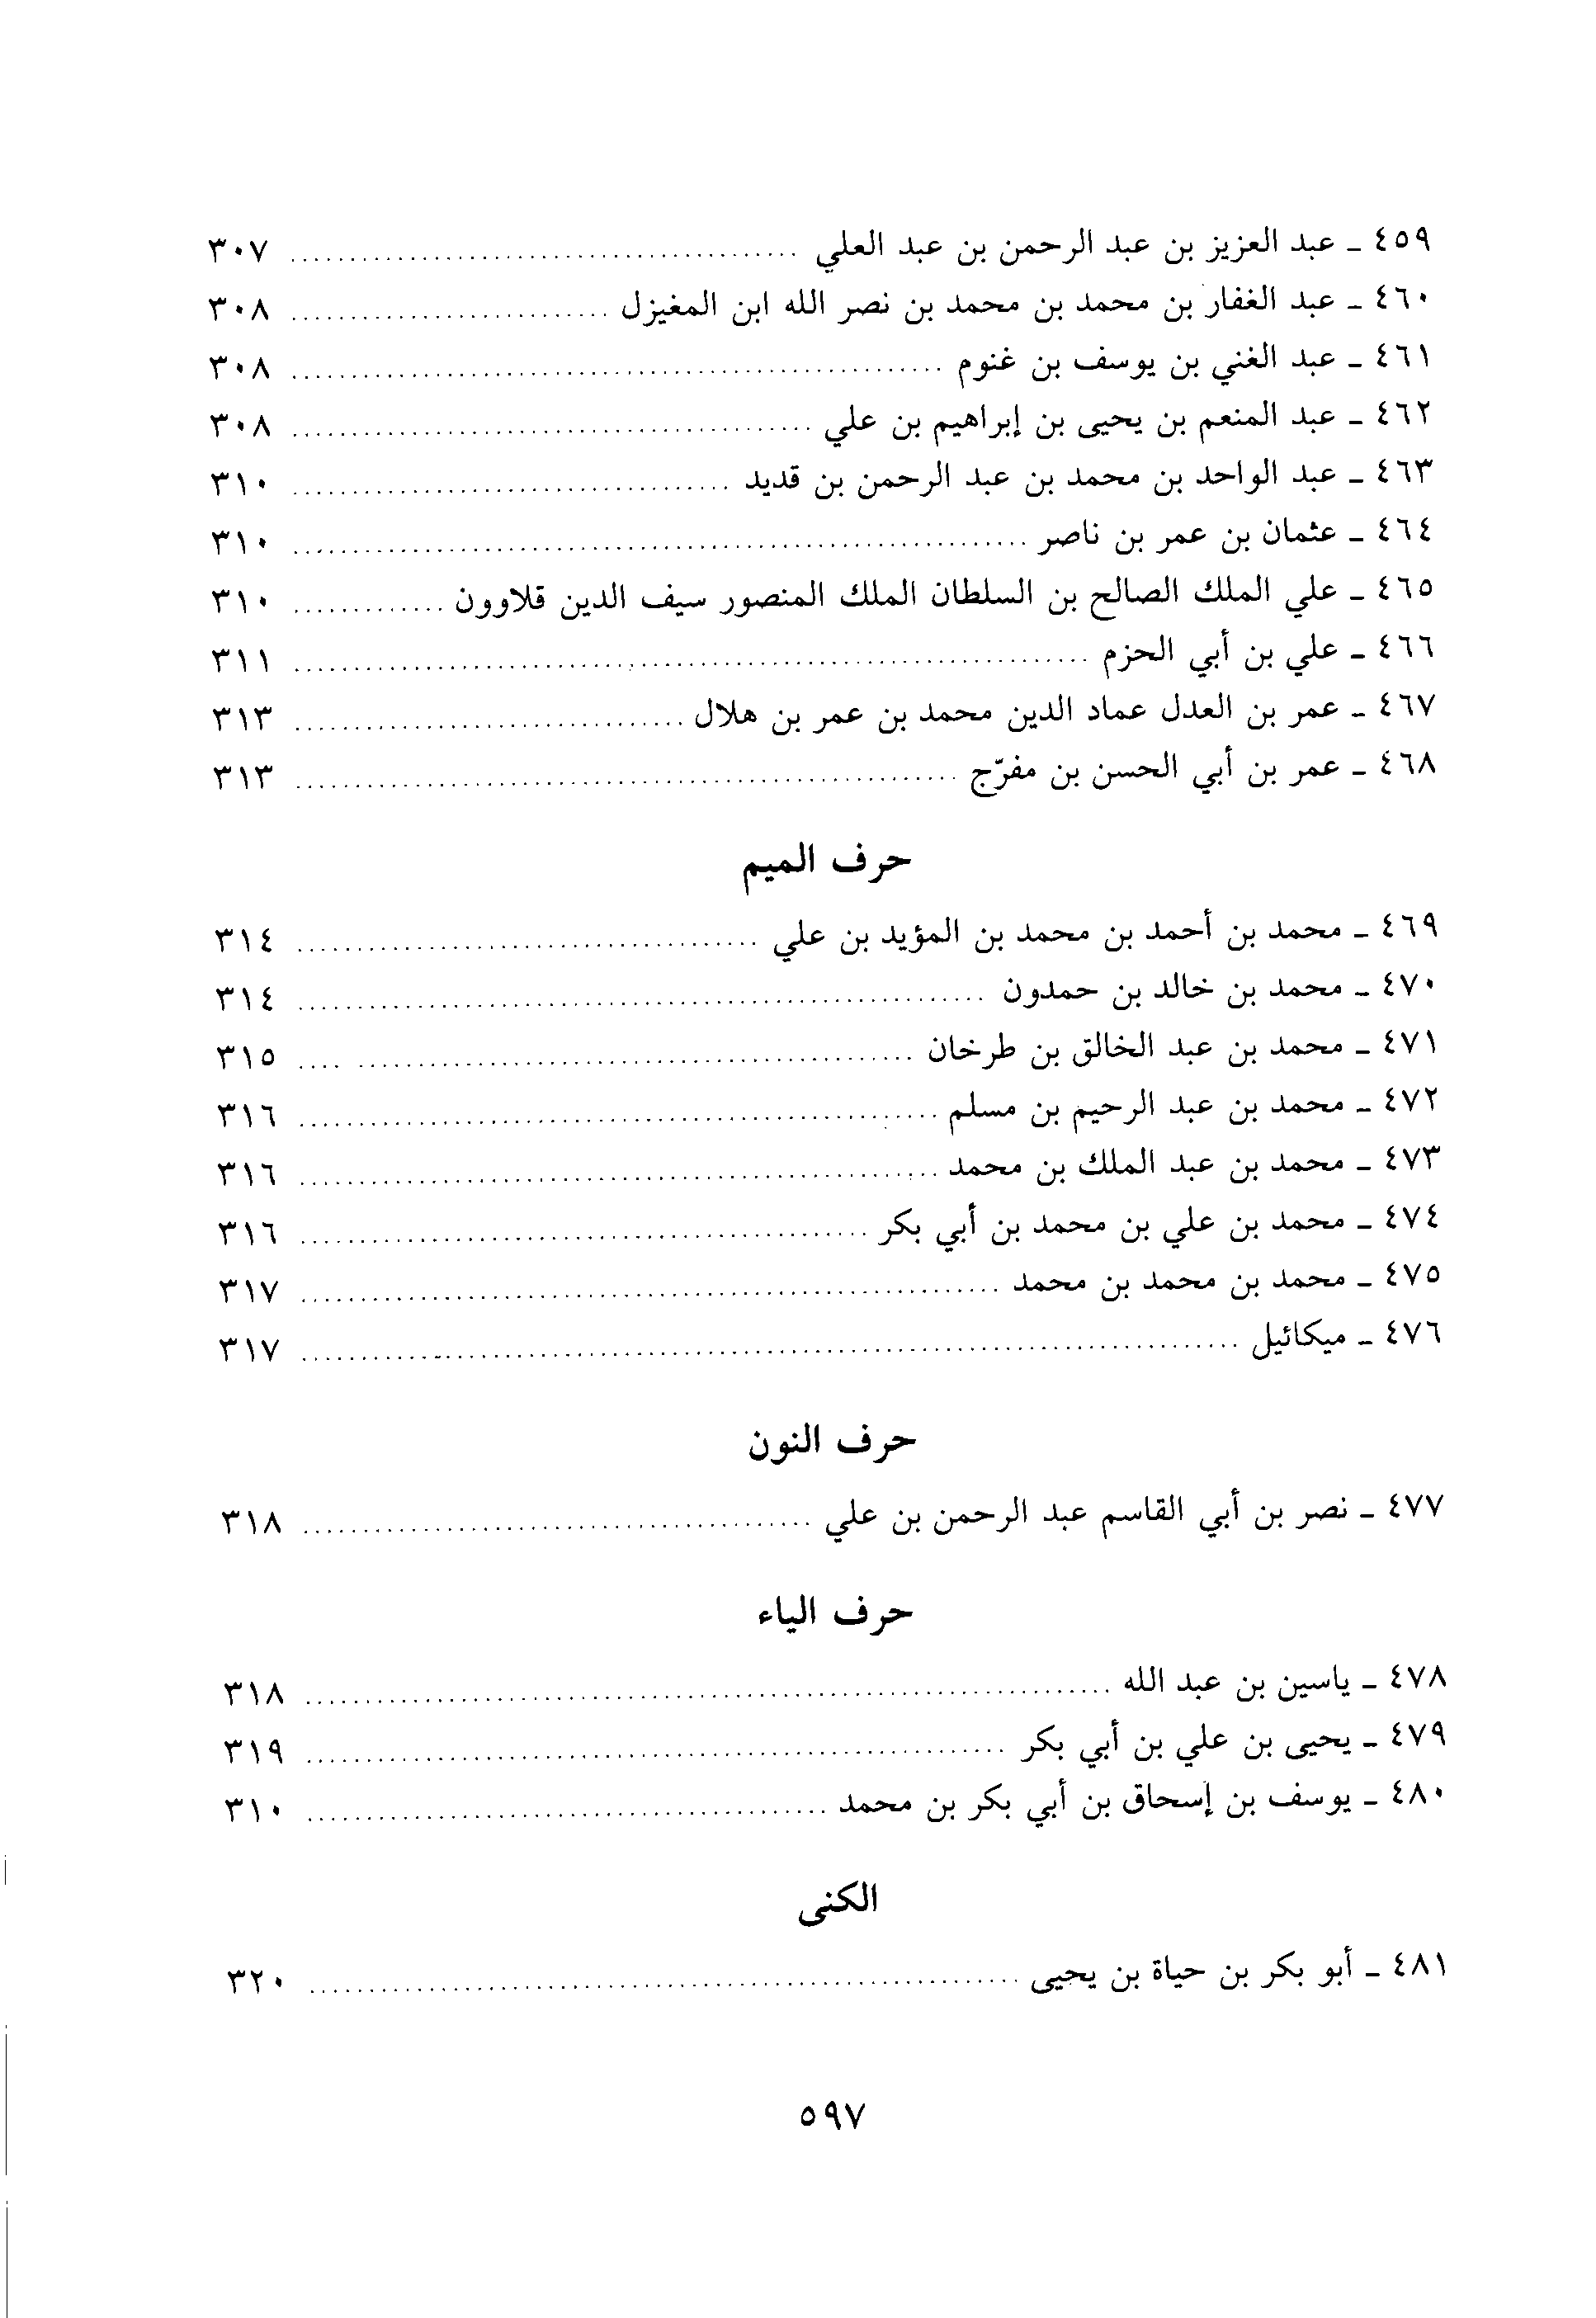 ٤٥٩ ـ عبد العزيز بن عبد الرحمن بن عبد العلي ........ ٣٠٧
٤٦٠ ـ عبد الغفار بن محمد بن محمد بن نصر الله ابن المغيزل ........ ٣٠٨
٤٦١ ـ عبد الغني بن يوسف بن غنوم ........ ٣٠٨
٤٦٢ ـ عبد المنعم بن يحيى بن إبراهيم بن علي ........ ٣٠٨
٤٦٣ ـ عبد الواحد بن محمد بن عبد الرحمن بن قديد ........ ٣١٠
٤٦٤ ـ عثمان بن عمر بن ناصر ........ ٣١٠
٤٦٥ ـ علي الملك الصالح بن السلطان الملك المنصور سيف الدين قلاوون ........ ٣١٠
٤٦٦ ـ علي بن أبي الحزم ........ ٣١١
٤٦٧ ـ عمر بن العدل عماد الدين محمد بن عمر بن هلال ........ ٣١٣
٤٦٨ ـ عمر بن أبي الحسن بن مفرّج ........ ٣١٣
حرف الميم
٤٦٩ ـ محمد بن أحمد بن محمد بن المؤيد بن علي ........ ٣١٤
٤٧٠ ـ محمد بن خالد بن حمدون ........ ٣١٤
٤٧١ ـ محمد بن عبد الخالق بن طرخان ........ ٣١٥
٤٧٢ ـ محمد بن عبد الرحيم بن مسلم ........ ٣١٦
٤٧٣ ـ محمد بن عبد الملك بن محمد ........ ٣١٦
٤٧٤ ـ محمد بن علي بن محمد بن أبي بكر ........ ٣١٦
٤٧٥ ـ محمد بن محمد بن محمد ........ ٣١٧
٤٧٦ ـ ميكائيل ........ ٣١٧
حرف النون
٤٧٧ ـ نصر بن أبي القاسم عبد الرحمن بن علي ........ ٣١٨
حرف الياء
٤٧٨ ـ ياسين بن عبد الله ........ ٣١٨
٤٧٩ ـ يحيى بن علي بن أبي بكر ........ ٣١٩
٤٨٠ ـ يوسف بن إسحاق بن أبي بكر بن محمد ........ ٣١٠
الكنى
٤٨١ ـ أبو بكر بن حياة بن يحيى ........ ٣٢٠
٥٩٧